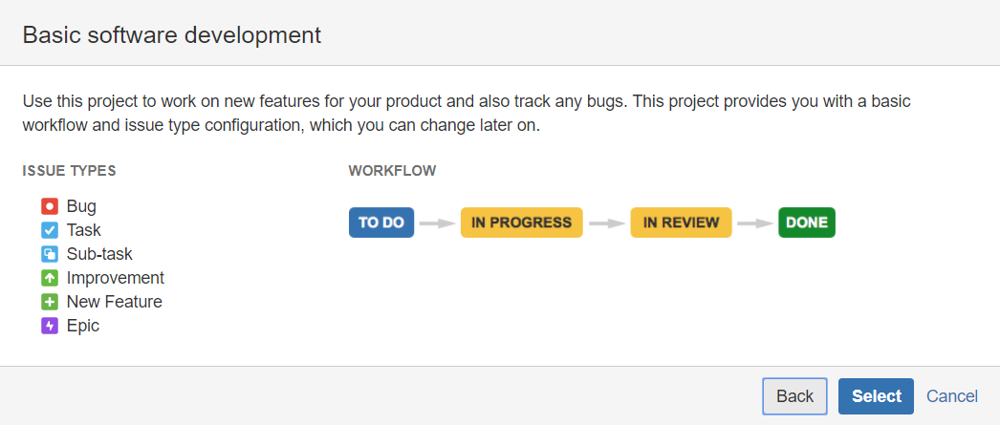 Basic software development
Use this project to work on new features for your product and also track any bugs. This project provides you with a basic
workflow and issue type configuration, which you can change later on.
ISSUE TYPES
Bug
Task
Sub-task
Improvement
New Feature
Epic
WORKFLOW
TO DO
IN PROGRESS
IN REVIEW
DONE
Back
Select
Cancel